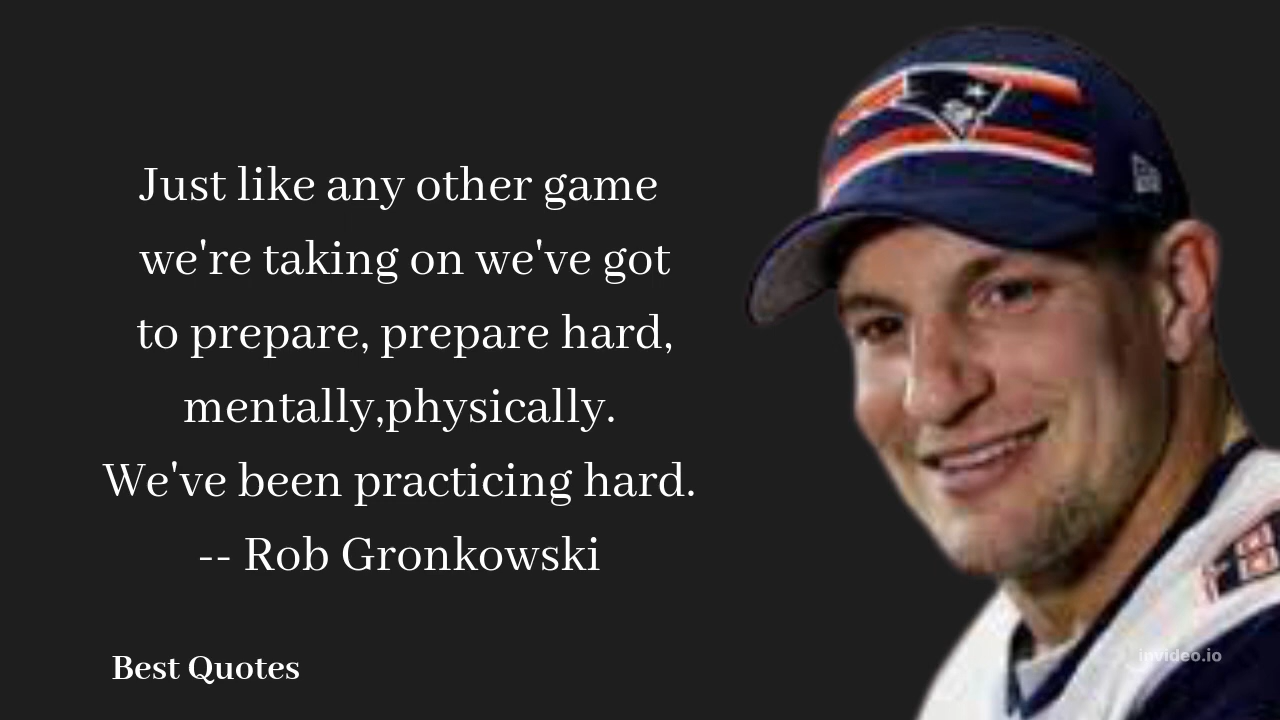 Just like any other game
we're taking on we've got
to prepare, prepare hard,
mentally,physically.
We've been practicing hard.
-- Rob Gronkowski
Best Quotes
invideo.io